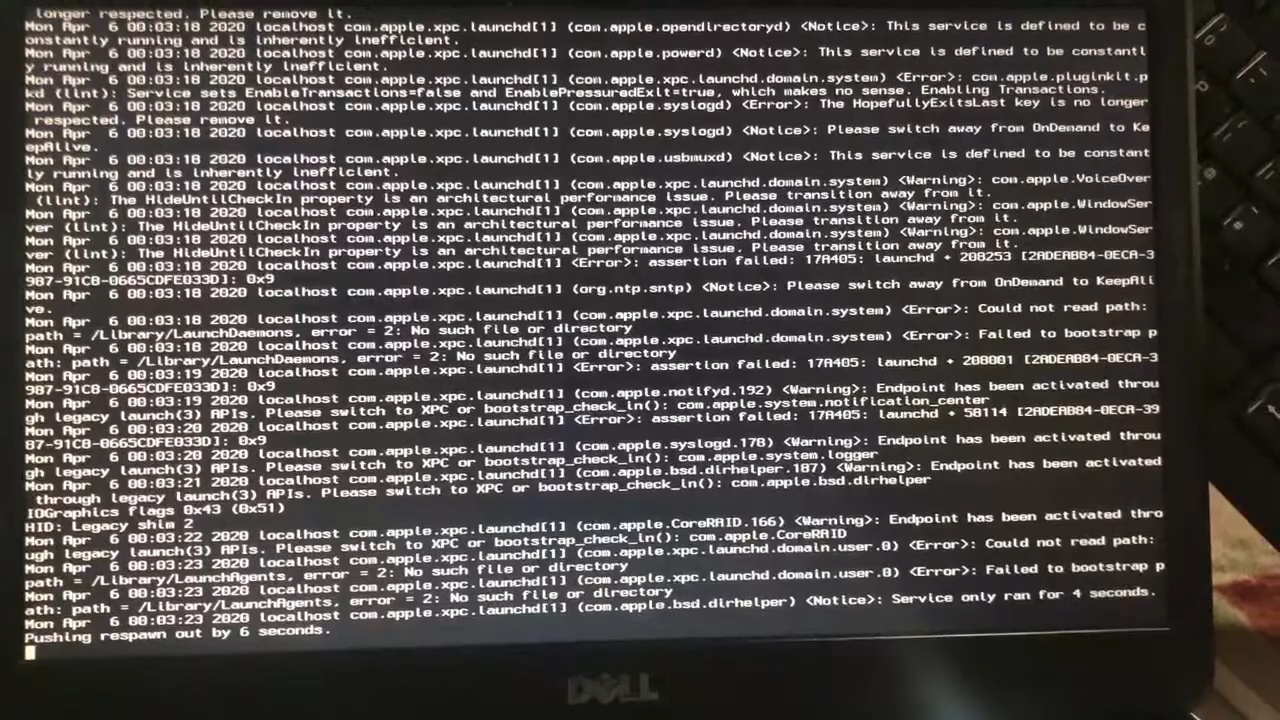 longer respected. Please remove it.
Mon Apr  6 00:03:18 2020 localhost com.apple.xpc.launchd[1] (com.apple.opendirectoryd) <Notice>: This service is defined to be c
onstantly running and is inherently inefficient.
Mon Apr  6 00:03:18 2020 localhost com.apple.xpc.launchd[1] (com.apple.powerd) <Notice>: This service is defined to be constantl
y running and is inherently inefficient.
Mon Apr  6 00:03:18 2020 localhost com.apple.xpc.launchd[1] (com.apple.xpc.launchd.domain.system) <Error>: com.apple.pluginkit.p
kd (lint): Service sets EnableTransactions=false and EnablePressuredExit=true, which makes no sense. Enabling Transactions.
Mon Apr  6 00:03:18 2020 localhost com.apple.xpc.launchd[1] (com.apple.syslogd) <Error>: The HopefullyExitsLast key is no longer
respected. Please remove it.
Mon Apr  6 00:03:18 2020 localhost com.apple.xpc.launchd[1] (com.apple.syslogd) <Notice>: Please switch away from OnDemand to Ke
epAlive.
Mon Apr  6 00:03:18 2020 localhost com.apple.xpc.launchd[1] (com.apple.usbmuxd) <Notice>: This service is defined to be constant
ly running and is inherently inefficient.
Mon Apr  6 00:03:18 2020 localhost com.apple.xpc.launchd[1] (com.apple.xpc.launchd.domain.system) <Warning>: com.apple.VoiceOver
(lint): The HideUntilCheckIn property is an architectural performance issue. Please transition away from it.
Mon Apr  6 00:03:18 2020 localhost com.apple.xpc.launchd[1] (com.apple.xpc.launchd.domain.system) <Warning>: com.apple.WindowSer
ver (lint): The HideUntilCheckIn property is an architectural performance issue. Please transition away from it.
Mon Apr  6 00:03:18 2020 localhost com.apple.xpc.launchd[1] (com.apple.xpc.launchd.domain.system) <Warning>: com.apple.WindowSer
ver (lint): The HideUntilCheckIn property is an architectural performance issue. Please transition away from it.
Mon Apr  6 00:03:18 2020 localhost com.apple.xpc.launchd[1] <Error>: assertion failed: 17A405: launchd + 208253 [2ADEAB84-0ECA-3
987-91C8-0665CDFE033D]: 0x9
Mon Apr  6 00:03:18 2020 localhost com.apple.xpc.launchd[1] (org.ntp.sntp) <Notice>: Please switch away from OnDemand to KeepAli
ve.
Mon Apr  6 00:03:18 2020 localhost com.apple.xpc.launchd[1] (com.apple.xpc.launchd.domain.system) <Error>: Could not read path:
path = /Library/LaunchDaemons, error = 2: No such file or directory
Mon Apr  6 00:03:18 2020 localhost com.apple.xpc.launchd[1] (com.apple.xpc.launchd.domain.system) <Error>: Failed to bootstrap p
ath: path = /Library/LaunchDaemons, error = 2: No such file or directory
Mon Apr  6 00:03:19 2020 localhost com.apple.xpc.launchd[1] <Error>: assertion failed: 17A405: launchd + 208001 [2ADEAB84-0ECA-3
987-91C8-0665CDFE033D]: 0x9
Mon Apr  6 00:03:19 2020 localhost com.apple.xpc.launchd[1] (com.apple.notifyd.192) <Warning>: Endpoint has been activated throu
gh legacy launch(3) APIs. Please switch to XPC or bootstrap_check_in(): com.apple.system.notification_center
Mon Apr  6 00:03:20 2020 localhost com.apple.xpc.launchd[1] <Error>: assertion failed: 17A405: launchd + 58114 [2ADEAB84-0ECA-39
87-91C8-0665CDFE033D]: 0x9
Mon Apr  6 00:03:20 2020 localhost com.apple.xpc.launchd[1] (com.apple.syslogd.178) <Warning>: Endpoint has been activated throu
gh legacy launch(3) APIs. Please switch to XPC or bootstrap_check_in(): com.apple.system.logger
Mon Apr  6 00:03:21 2020 localhost com.apple.xpc.launchd[1] (com.apple.bsd.dirhelper.187) <Warning>: Endpoint has been activated
through legacy launch(3) APIs. Please switch to XPC or bootstrap_check_in(): com.apple.bsd.dirhelper
IOGraphics flags 0x43 (0x51)
HID: Legacy shim 2
Mon Apr  6 00:03:22 2020 localhost com.apple.xpc.launchd[1] (com.apple.CoreRAID.166) <Warning>: Endpoint has been activated thro
ugh legacy launch(3) APIs. Please switch to XPC or bootstrap_check_in(): com.apple.CoreRAID
Mon Apr  6 00:03:23 2020 localhost com.apple.xpc.launchd[1] (com.apple.xpc.launchd.domain.user.0) <Error>: Could not read path:
path = /Library/LaunchAgents, error = 2: No such file or directory
Mon Apr  6 00:03:23 2020 localhost com.apple.xpc.launchd[1] (com.apple.xpc.launchd.domain.user.0) <Error>: Failed to bootstrap p
ath: path = /Library/LaunchAgents, error = 2: No such file or directory
Mon Apr  6 00:03:23 2020 localhost com.apple.xpc.launchd[1] (com.apple.bsd.dirhelper) <Notice>: Service only ran for 4 seconds.
Pushing respawn out by 6 seconds.
DELL